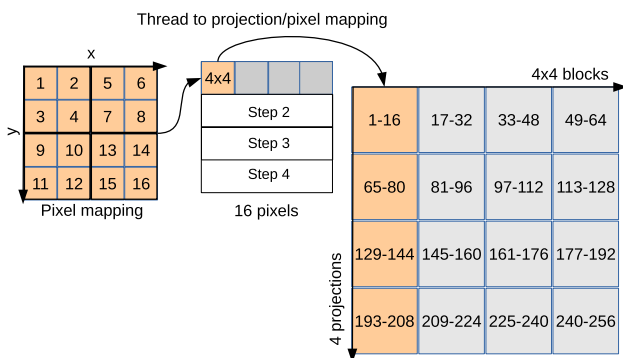 Thread to projection/pixel mapping
x
4x4 blocks
y
1 2 5 6
3 4 7 8
9 10 13 14
11 12 15 16
Pixel mapping
4x4
Step 2
Step 3
Step 4
16 pixels
4 projections
1-16 17-32 33-48 49-64
65-80 81-96 97-112 113-128
129-144 145-160 161-176 177-192
193-208 209-224 225-240 240-256